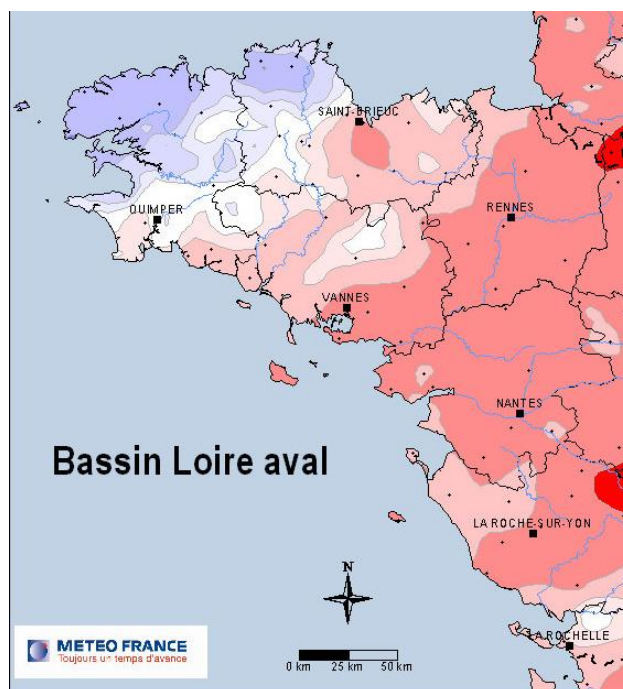 SAINT-BRIEUC
QUIMPER
RENNES
VANNES
NANTES
Bassin Loire aval
LA ROCHE-SUR-YON
N
LA ROCHELLE
METEO FRANCE
Toujours un temps d'avance
0 km 25 km 50 km